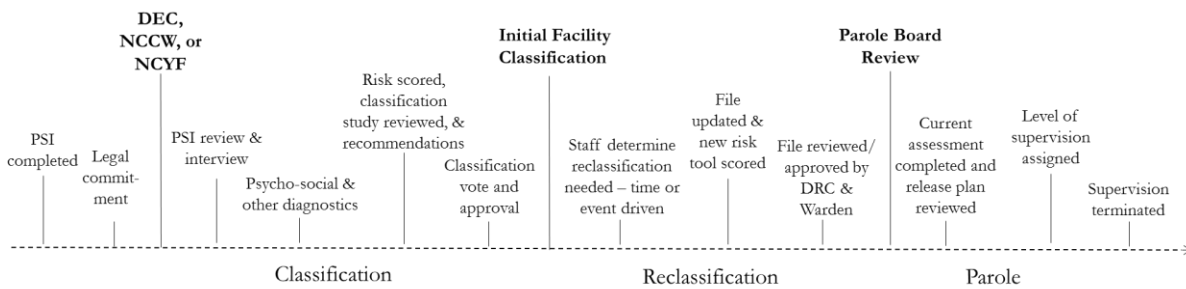 PSI
completed
Legal
commit-
ment
DEC,
NCCW, or
NCYF
PSI review &
interview
Psycho-social &
other diagnostics
Risk scored,
classification
study reviewed, &
recommendations
Classification
vote and
approval
Initial Facility
Classification
Staff determine
reclassification
needed – time or
event driven
File
updated &
new risk
tool scored
File reviewed/
approved by
DRC &
Warden
Parole Board
Review
Current
assessment
completed and
release plan
reviewed
Level of
supervision
assigned
Supervision
terminated
Classification
Reclassification
Parole